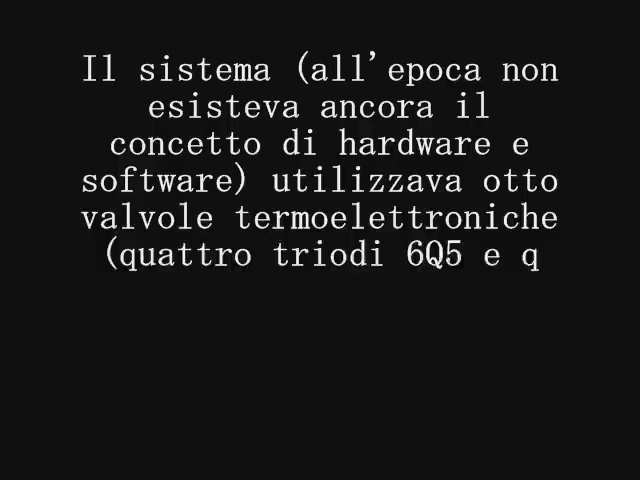 Il sistema (all'epoca non
esisteva ancora il
concetto di hardware e
software) utilizzava otto
valvole termoelettroniche
(quattro triodi 6Q5 e q